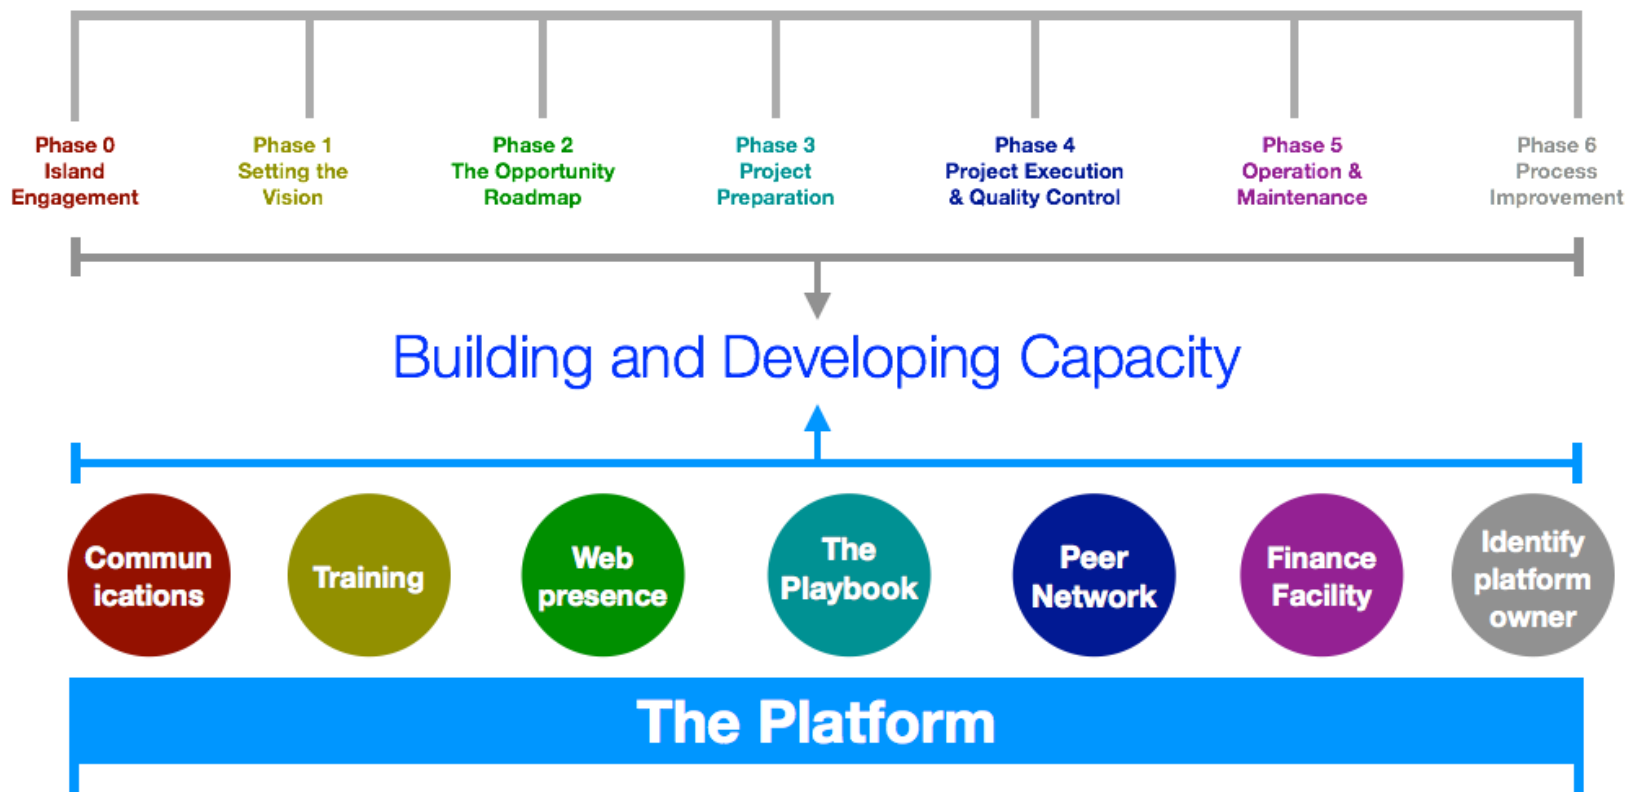 Phase 0
Island
Engagement
Phase 1
Setting the
Vision
Phase 2
The Opportunity
Roadmap
Phase 3
Project
Preparation
Phase 4
Project Execution
& Quality Control
Phase 5
Operation &
Maintenance
Phase 6
Process
Improvement
Building and Developing Capacity
Commun
ications
Training
Web
presence
The
Playbook
Peer
Network
Finance
Facility
Identify
platform
owner
The Platform